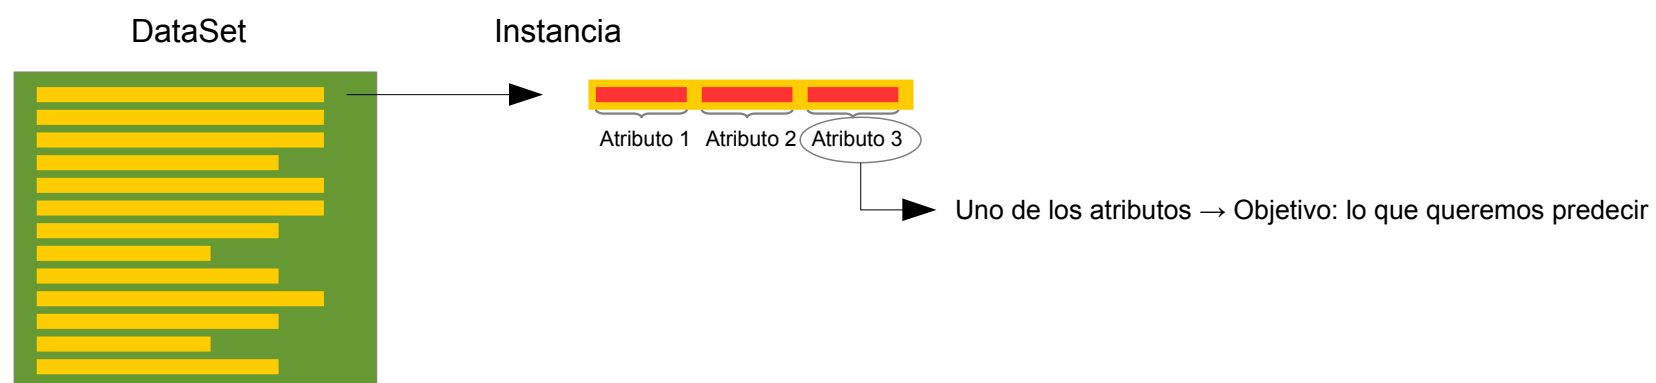 DataSet
Instancia
Atributo 1
Atributo 2
Atributo 3
Uno de los atributos → Objetivo: lo que queremos predecir